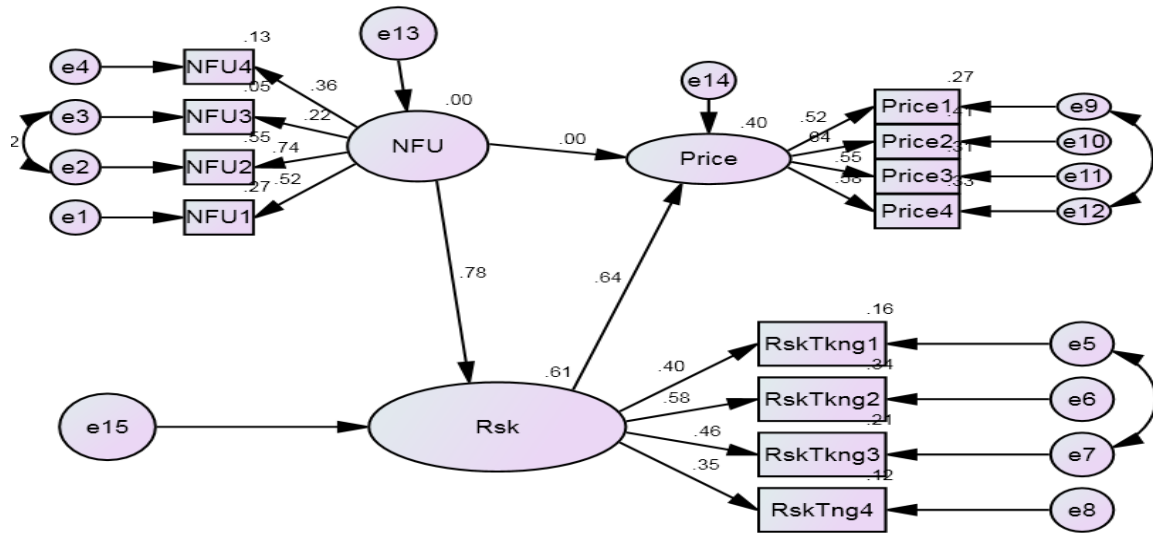 e13
.13
e4
NFU4
.36
.05
e3
NFU3
.22
.00
NFU
.55
e2
NFU2
.74
.27
.52
e1
NFU1
2
e14
.00
.40
Price
.27
.52
Price1
e9
.41
.64
Price2
e10
.31
.55
Price3
e11
.33
.58
Price4
e12
.78
.64
.61
Rsk
e15
.16
.40
RskTkng1
e5
.34
.58
RskTkng2
e6
.21
.46
RskTkng3
e7
.12
.35
RskTng4
e8